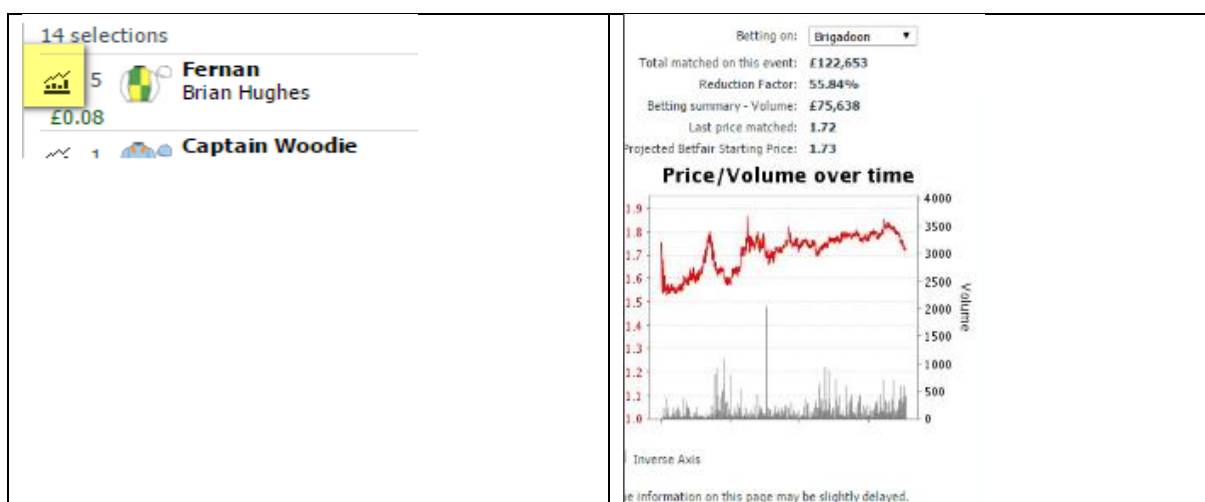 14 selections
5 Fernan
Brian Hughes
£0.08
1 Captain Woodie
Betting on: Brigadoon
Total matched on this event: £122,653
Reduction Factor: 55.84%
Betting summary - Volume: £75,638
Last price matched: 1.72
Projected Betfair Starting Price: 1.73
Price/Volume over time
1.9
1.8
1.7
1.6
1.5
1.4
1.3
1.2
1.1
1.0
4000
3500
3000
2500
2000
1500
1000
500
0
Volume
Inverse Axis
information on this page may be slightly delayed.